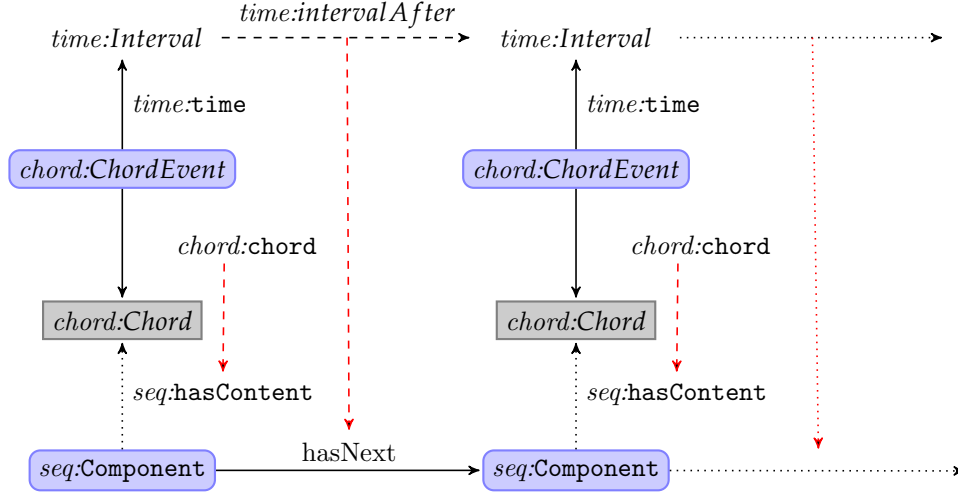 time:intervalAfter
time:Interval
time:Interval
time:time
time:time
chord:ChordEvent
chord:ChordEvent
chord:chord
chord:chord
chord:Chord
chord:Chord
seq:hasContent
seq:hasContent
hasNext
seq:Component
seq:Component